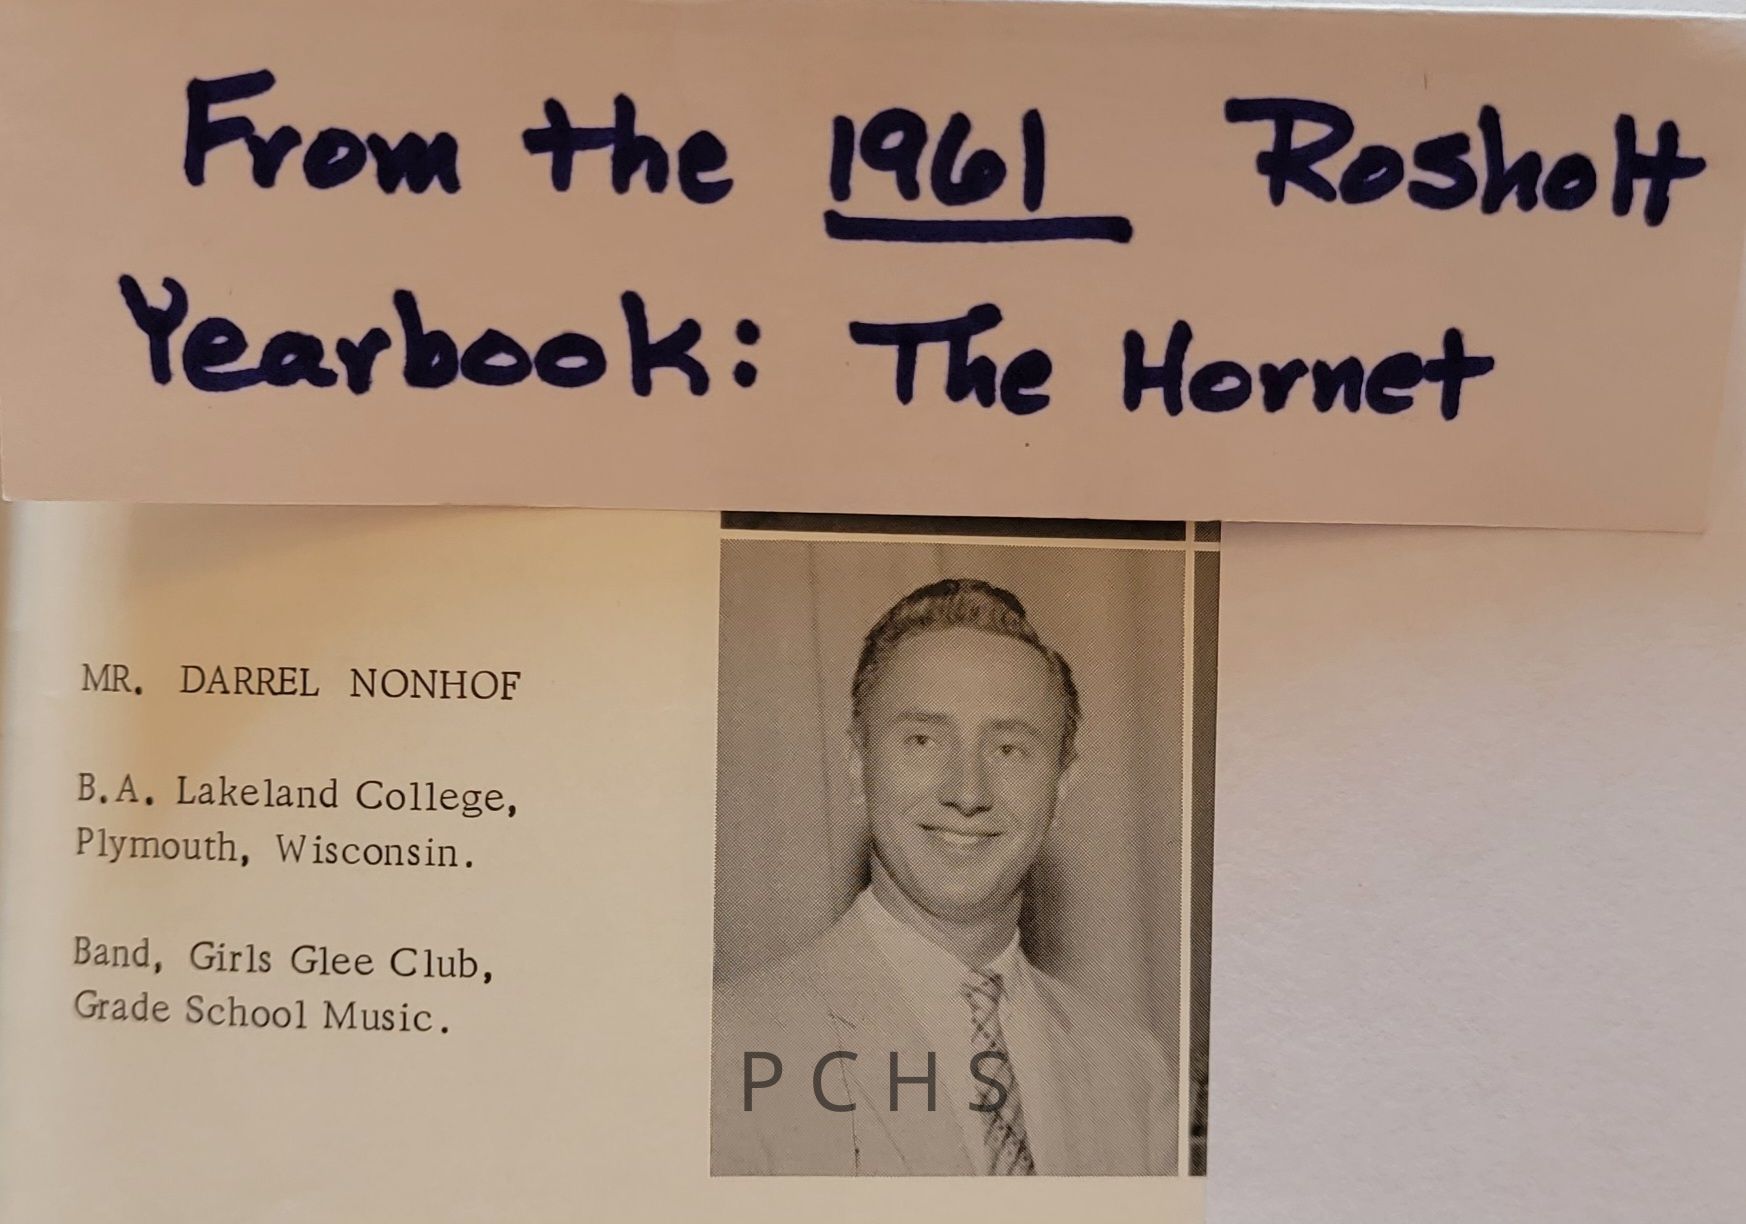 From the 1961 Rosholt
Yearbook: The Hornet
MR. DARREL NONHOF
B.A. Lakeland College,
Plymouth, Wisconsin.
Band, Girls Glee Club,
Grade School Music.
PCHS